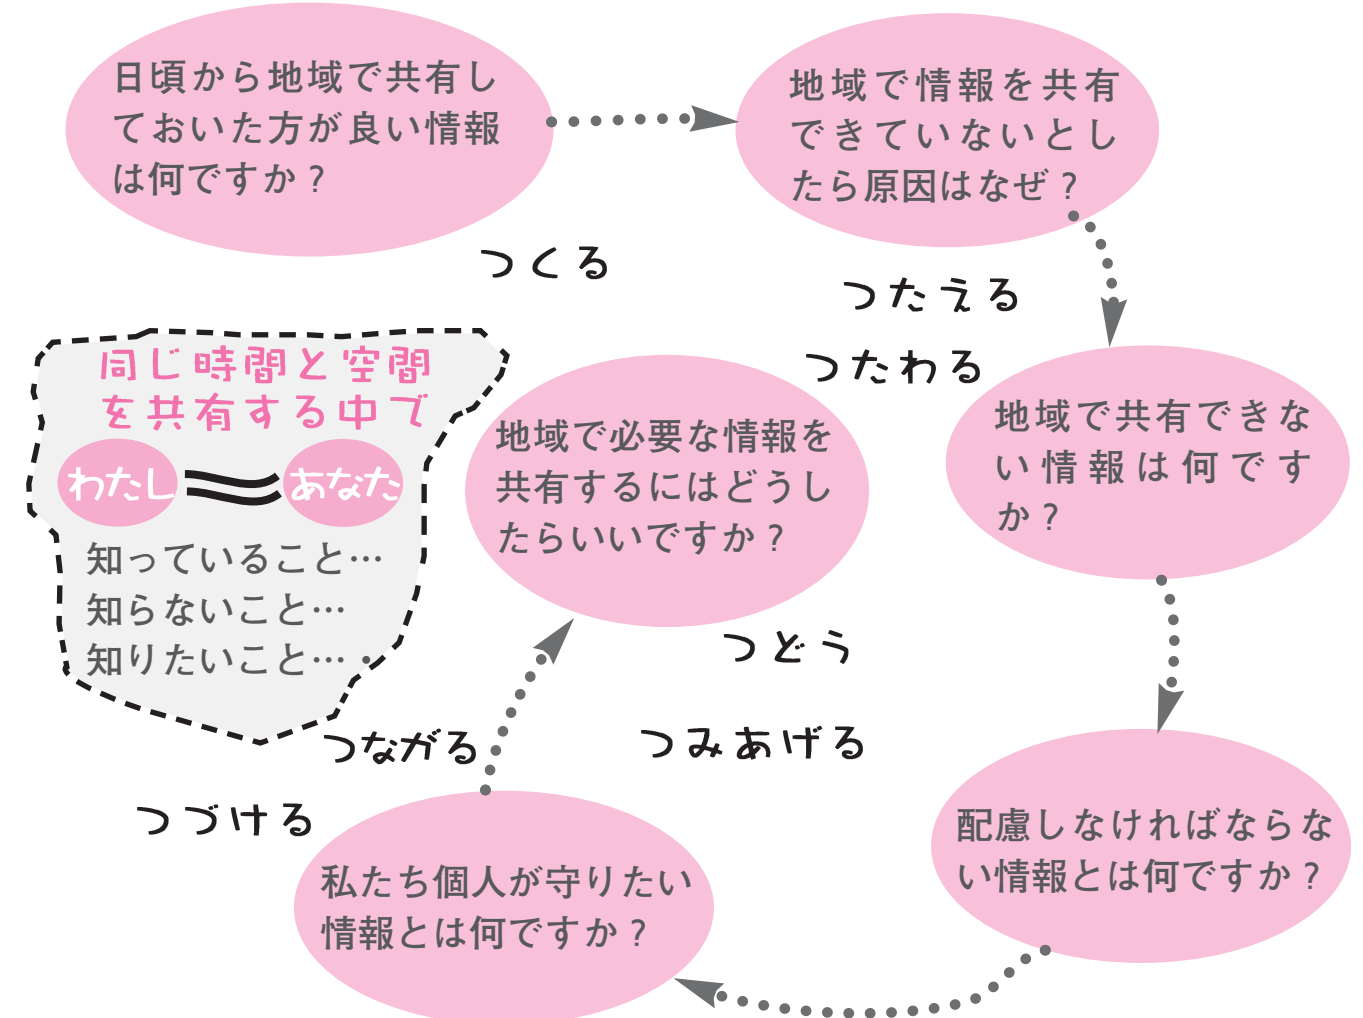 日頃から地域で共有し
ておいた方が良い情報
は何ですか？
地域で情報を共有
できていないとし
たら原因はなぜ？
つくる
つたえる
つたわる
同じ時間と空間
を共有する中で
わたし
あなた
知っていること…
知らないこと…
知りたいこと…・
地域で必要な情報を
共有するにはどうし
たらいいですか？
地域で共有できな
い情報は何です
か？
つどう
つながる
つみあげる
つづける
配慮しなければならな
い情報とは何ですか？
私たち個人が守りたい
情報とは何ですか？